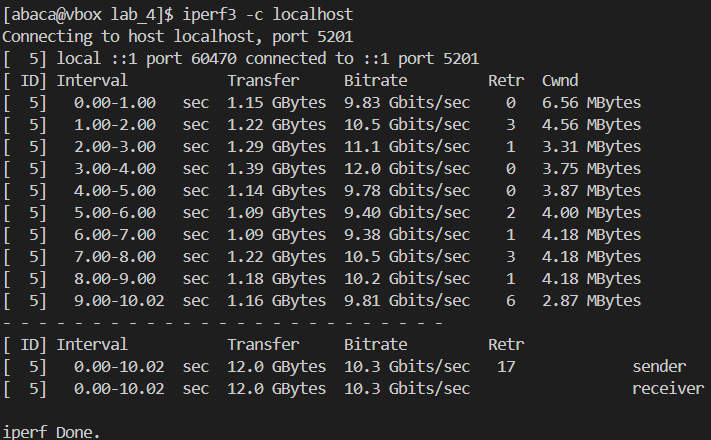 [abaca@vbox lab_4]$ iperf3 -c localhost
Connecting to host localhost, port 5201
[  5] local ::1 port 60470 connected to ::1 port 5201
[ ID] Interval           Transfer     Bitrate         Retr  Cwnd
[  5]   0.00-1.00   sec  1.15 GBytes  9.83 Gbits/sec    0   6.56 MBytes
[  5]   1.00-2.00   sec  1.22 GBytes  10.5 Gbits/sec    3   4.56 MBytes
[  5]   2.00-3.00   sec  1.29 GBytes  11.1 Gbits/sec    1   3.31 MBytes
[  5]   3.00-4.00   sec  1.39 GBytes  12.0 Gbits/sec    0   3.75 MBytes
[  5]   4.00-5.00   sec  1.14 GBytes  9.78 Gbits/sec    0   3.87 MBytes
[  5]   5.00-6.00   sec  1.09 GBytes  9.40 Gbits/sec    2   4.00 MBytes
[  5]   6.00-7.00   sec  1.09 GBytes  9.38 Gbits/sec    1   4.18 MBytes
[  5]   7.00-8.00   sec  1.22 GBytes  10.5 Gbits/sec    3   4.18 MBytes
[  5]   8.00-9.00   sec  1.18 GBytes  10.2 Gbits/sec    1   4.18 MBytes
[  5]   9.00-10.02  sec  1.16 GBytes  9.81 Gbits/sec    6   2.87 MBytes
- - - - - - - - - - - - - - - - - - - - - - - - -
[ ID] Interval           Transfer     Bitrate         Retr
[  5]   0.00-10.02  sec  12.0 GBytes  10.3 Gbits/sec   17             sender
[  5]   0.00-10.02  sec  12.0 GBytes  10.3 Gbits/sec                  receiver

iperf Done.